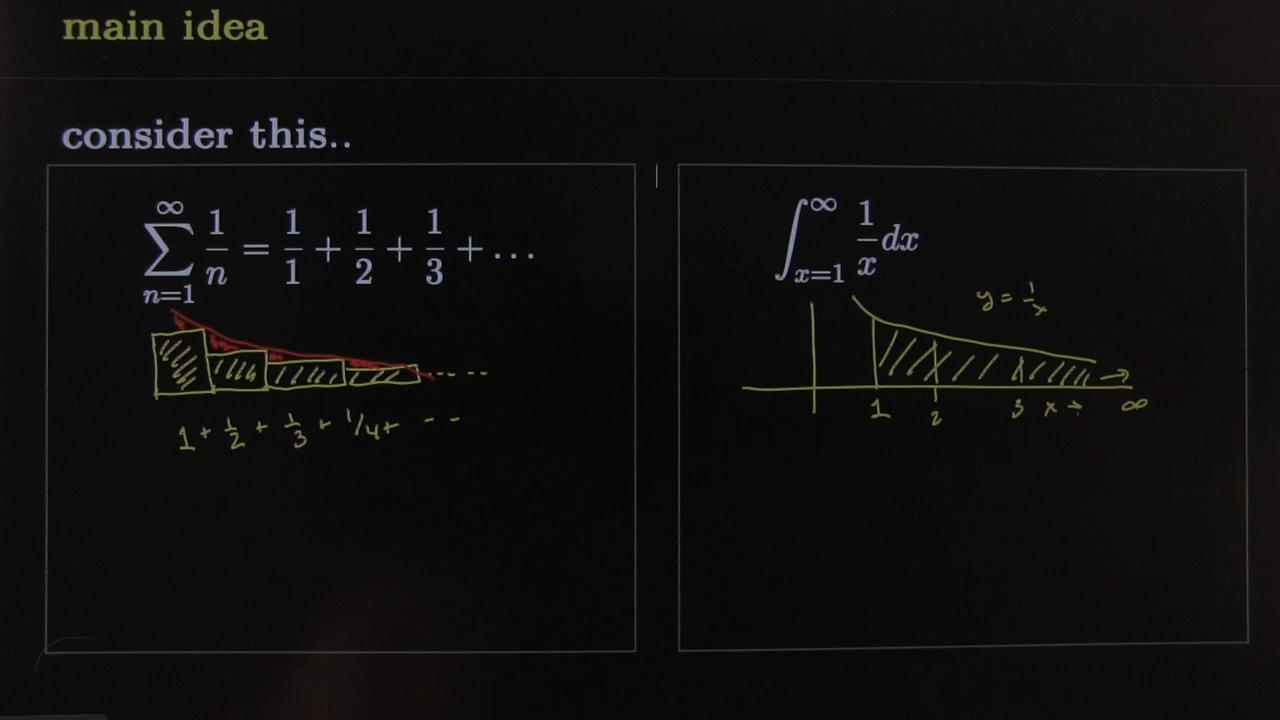 main idea
consider this..
∞ ∑ n=1 1/n = 1/1 + 1/2 + 1/3 + ...
1 + 1/2 + 1/3 + 1/4 + - -
∫ x=1 ∞ 1/x dx
y = 1/x
1 2 3 x → ∞